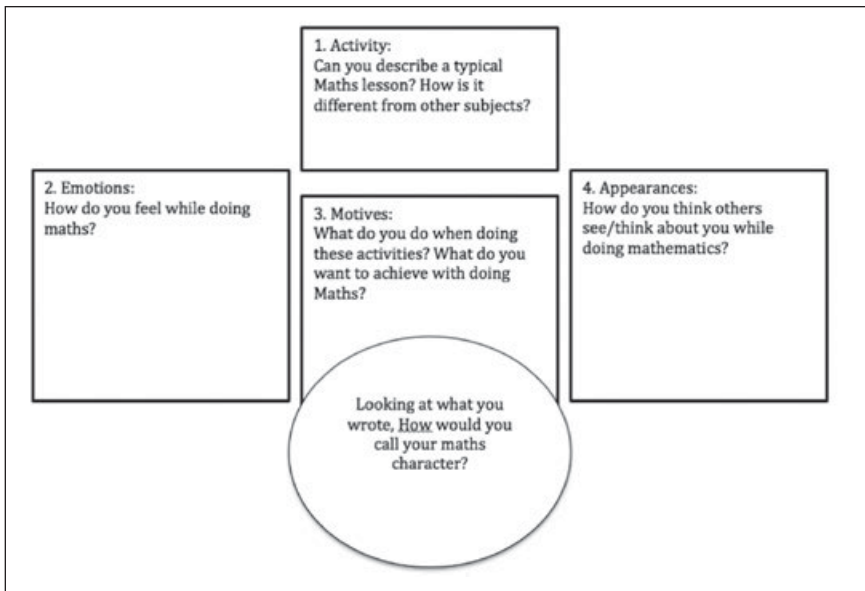 1. Activity:
Can you describe a typical
Maths lesson? How is it
different from other subjects?
2. Emotions:
How do you feel while doing
maths?
3. Motives:
What do you do when doing
these activities? What do you
want to achieve with doing
Maths?
4. Appearances:
How do you think others
see/think about you while
doing mathematics?
Looking at what you
wrote, How would you
call your maths
character?